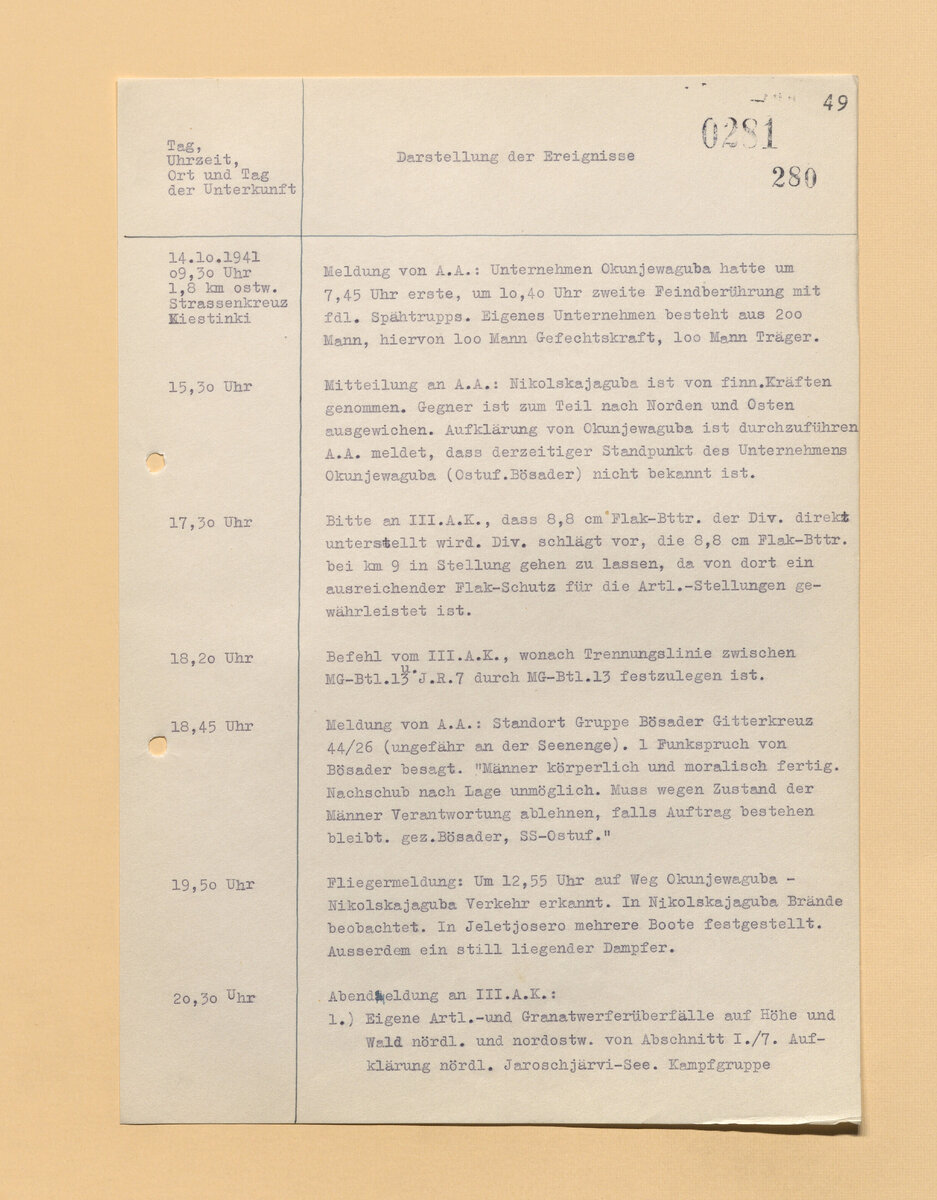 49
0281
280
Tag,
Uhrzeit,
Ort und Tag
der Unterkunft
Darstellung der Ereignisse
14.lo.1941
o9,3o Uhr
1,8 km ostw.
Strassenkreuz
Kiestinki
Meldung von A.A.: Unternehmen Okunjewaguba hatte um
7,45 Uhr erste, um lo,4o Uhr zweite Feindberührung mit
fdl. Spähtrupps. Eigenes Unternehmen besteht aus 2oo
Mann, hiervon loo Mann Gefechtskraft, loo Mann Träger.
15,3o Uhr
Mitteilung an A.A.: Nikolskajaguba ist von finn.Kräften
genommen. Gegner ist zum Teil nach Norden und Osten
ausgewichen. Aufklärung von Okunjewaguba ist durchzuführen
A.A. meldet, dass derzeitiger Standpunkt des Unternehmens
Okunjewaguba (Ostuf.Bösader) nicht bekannt ist.
17,3o Uhr
Bitte an III.A.K., dass 8,8 cm Flak-Bttr. der Div. direkt
unterstellt wird. Div. schlägt vor, die 8,8 cm Flak-Bttr.
bei km 9 in Stellung gehen zu lassen, da von dort ein
ausreichender Flak-Schutz für die Artl.-Stellungen ge-
währleistet ist.
18,2o Uhr
Befehl vom III.A.K., wonach Trennungslinie zwischen
MG-Btl.13 u. J.R.7 durch MG-Btl.13 festzulegen ist.
18,45 Uhr
Meldung von A.A.: Standort Gruppe Bösader Gitterkreuz
44/26 (ungefähr an der Seenenge). 1 Funkspruch von
Bösader besagt. "Männer körperlich und moralisch fertig.
Nachschub nach Lage unmöglich. Muss wegen Zustand der
Männer Verantwortung ablehnen, falls Auftrag bestehen
bleibt. gez.Bösader, SS-Ostuf."
19,5o Uhr
Fliegermeldung: Um 12,55 Uhr auf Weg Okunjewaguba -
Nikolskajaguba Verkehr erkannt. In Nikolskajaguba Brände
beobachtet. In Jeletjosero mehrere Boote festgestellt.
Ausserdem ein still liegender Dampfer.
2o,3o Uhr
Abendmeldung an III.A.K.:
1.) Eigene Artl.-und Granatwerferüberfälle auf Höhe und
Wald nördl. und nordostw. von Abschnitt I./7. Auf-
klärung nördl. Jaroschjärvi-See. Kampfgruppe